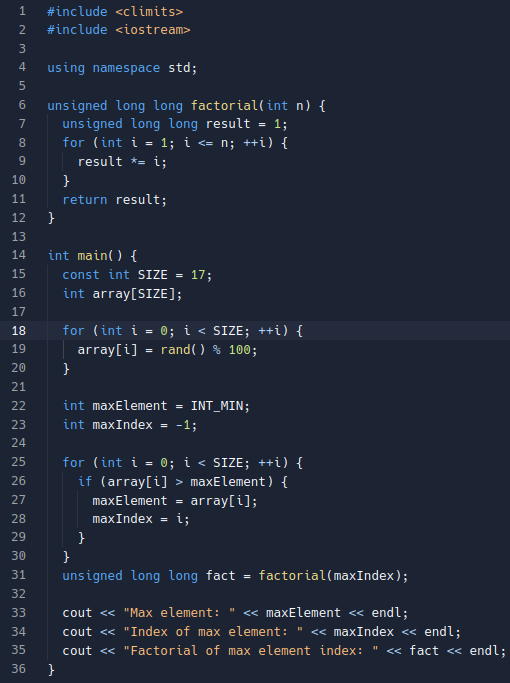 1 #include <climits>
2 #include <iostream>
3
4 using namespace std;
5
6 unsigned long long factorial(int n) {
7   unsigned long long result = 1;
8   for (int i = 1; i <= n; ++i) {
9     result *= i;
10   }
11   return result;
12 }
13
14 int main() {
15   const int SIZE = 17;
16   int array[SIZE];
17
18   for (int i = 0; i < SIZE; ++i) {
19     array[i] = rand() % 100;
20   }
21
22   int maxElement = INT_MIN;
23   int maxIndex = -1;
24
25   for (int i = 0; i < SIZE; ++i) {
26     if (array[i] > maxElement) {
27       maxElement = array[i];
28       maxIndex = i;
29     }
30   }
31   unsigned long long fact = factorial(maxIndex);
32
33   cout << "Max element: " << maxElement << endl;
34   cout << "Index of max element: " << maxIndex << endl;
35   cout << "Factorial of max element index: " << fact << endl;
36 }